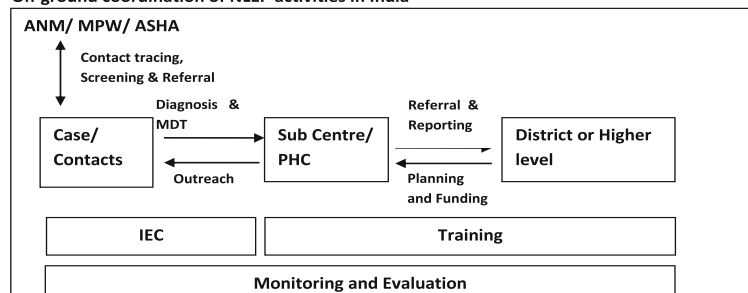 ANM/ MPW/ ASHA
Contact tracing,
Screening & Referral
Diagnosis &
MDT
Referral &
Reporting
Case/
Contacts
Sub Centre/
PHC
District or Higher
level
Outreach
Planning
and Funding
IEC
Training
Monitoring and Evaluation